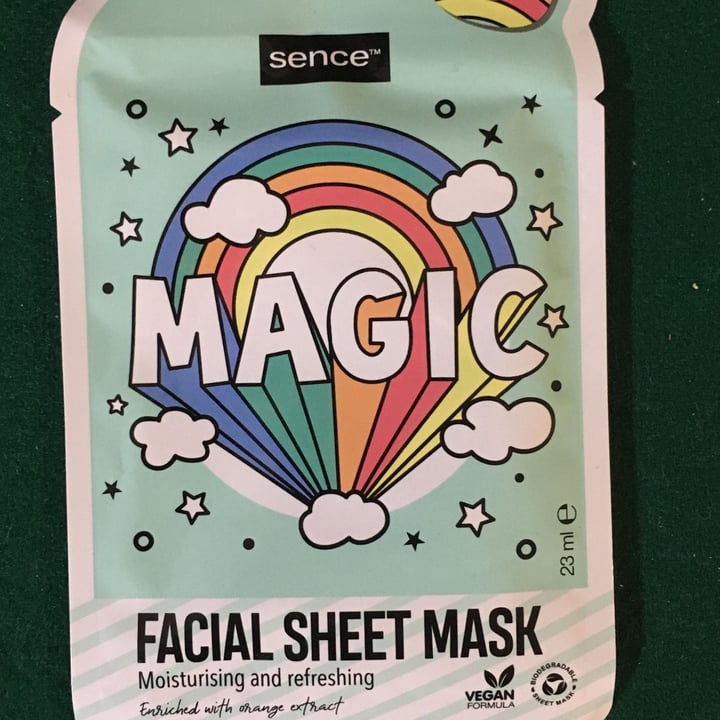 sence™
MAGIC
23 ml e
FACIAL SHEET MASK
Moisturising and refreshing
Enriched with orange extract
VEGAN
FORMULA
BIODEGRADABLE
SHEET MASK